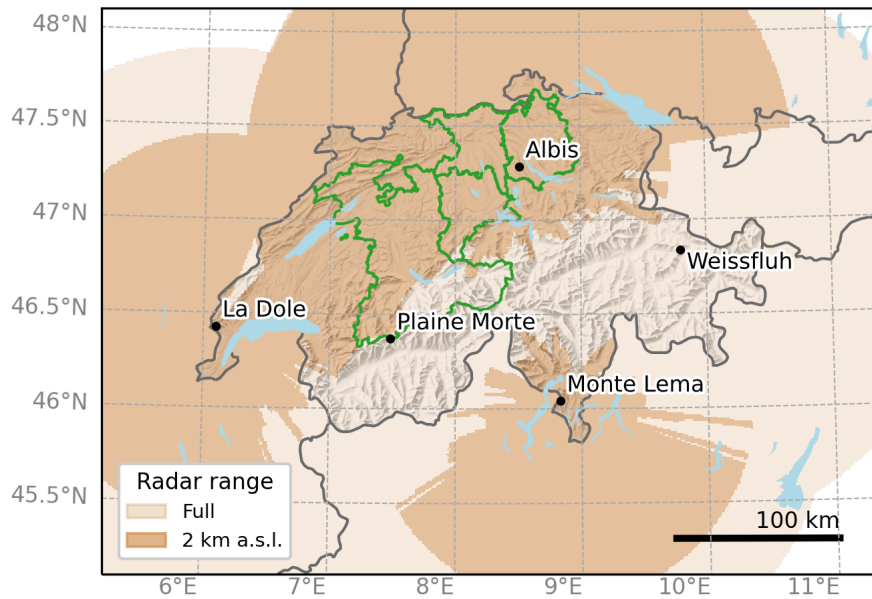 48°N
47.5°N
Albis
47°N
Weissfluh
46.5°N
La Dole
Plaine Morte
Monte Lema
46°N
Radar range
Full
2 km a.s.l.
45.5°N
100 km
6°E
7°E
8°E
9°E
10°E
11°E